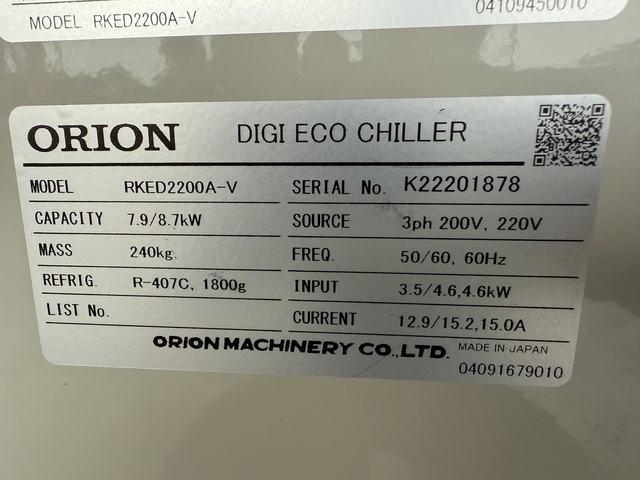 MODEL RKED2200A-V
04109450010
ORION DIGI ECO CHILLER
MODEL RKED2200A-V SERIAL No. K22201878
CAPACITY 7.9/8.7kW SOURCE 3ph 200V, 220V
MASS 240kg. FREQ. 50/60, 60Hz
REFRIG. R-407C, 1800g INPUT 3.5/4.6,4.6kW
LIST No. CURRENT 12.9/15.2,15.0A
ORION MACHINERY CO.,LTD. MADE IN JAPAN
04091679010